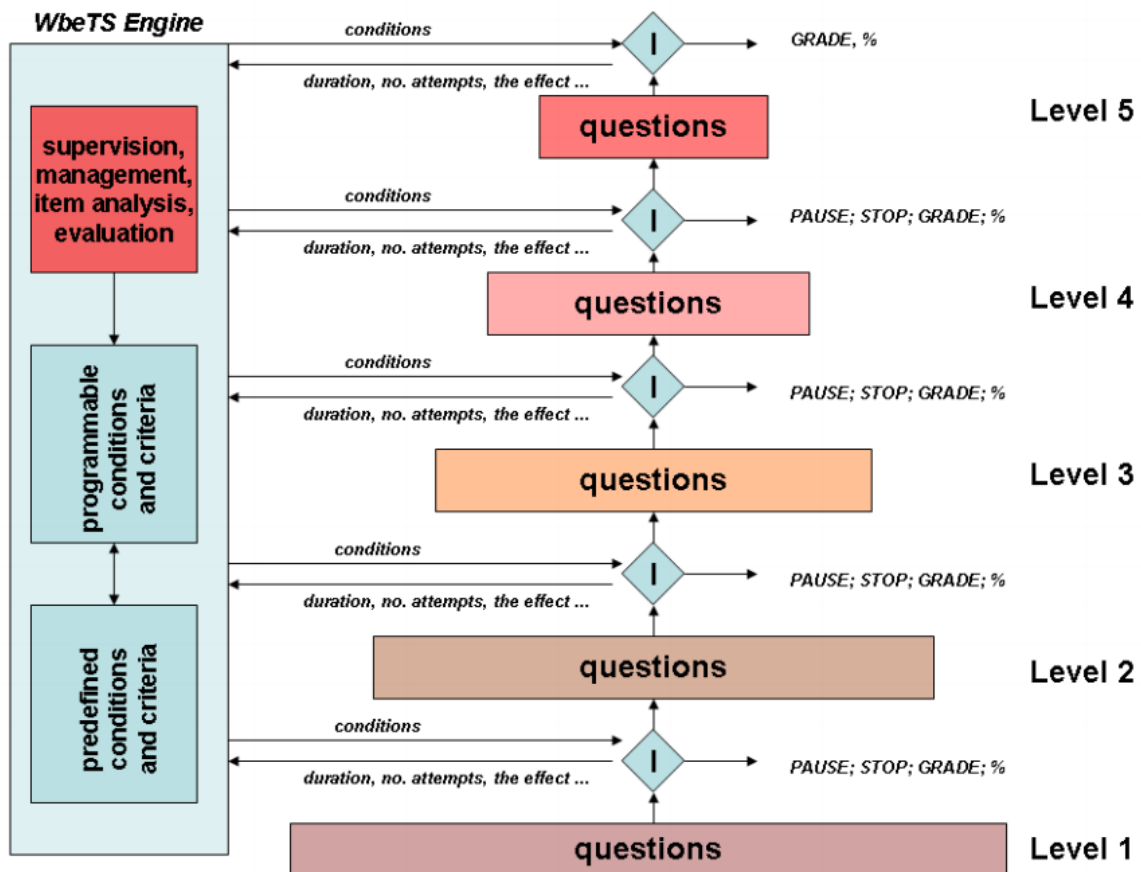 WbeTS Engine
conditions
GRADE, %
duration, no. attempts, the effect ...
Level 5
questions
supervision,
management,
item analysis,
evaluation
conditions
PAUSE; STOP; GRADE; %
duration, no. attempts, the effect ...
Level 4
questions
programmable
conditions
and criteria
conditions
PAUSE; STOP; GRADE; %
duration, no. attempts, the effect ...
Level 3
questions
conditions
PAUSE; STOP; GRADE; %
duration, no. attempts, the effect ...
predefined
conditions
and criteria
questions
Level 2
conditions
PAUSE; STOP; GRADE; %
duration, no. attempts, the effect ...
questions
Level 1
I
I
I
I
I